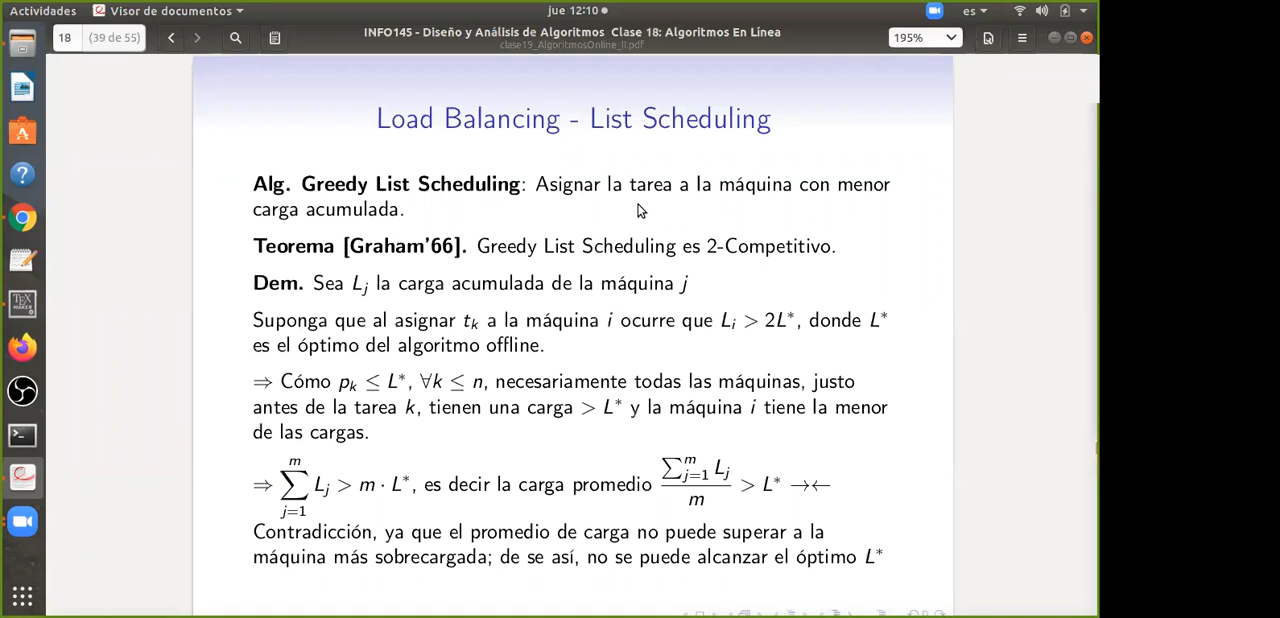 Actividades
Visor de documentos
jue 12:10
es
18
(39 de 55)
INFO145 - Diseño y Análisis de Algoritmos Clase 18: Algoritmos En Línea
clase19_AlgoritmosOnline_II.pdf
195%
Load Balancing - List Scheduling
Alg. Greedy List Scheduling: Asignar la tarea a la máquina con menor
carga acumulada.
Teorema [Graham'66]. Greedy List Scheduling es 2-Competitivo.
Dem. Sea L_j la carga acumulada de la máquina j
Suponga que al asignar t_k a la máquina i ocurre que L_i > 2L*, donde L*
es el óptimo del algoritmo offline.
⇒ Cómo p_k ≤ L*, ∀k ≤ n, necesariamente todas las máquinas, justo
antes de la tarea k, tienen una carga > L* y la máquina i tiene la menor
de las cargas.
⇒ ∑_{j=1}^{m} L_j > m · L*, es decir la carga promedio \frac{∑_{j=1}^{m} L_j}{m} > L* →←
Contradicción, ya que el promedio de carga no puede superar a la
máquina más sobrecargada; de se así, no se puede alcanzar el óptimo L*